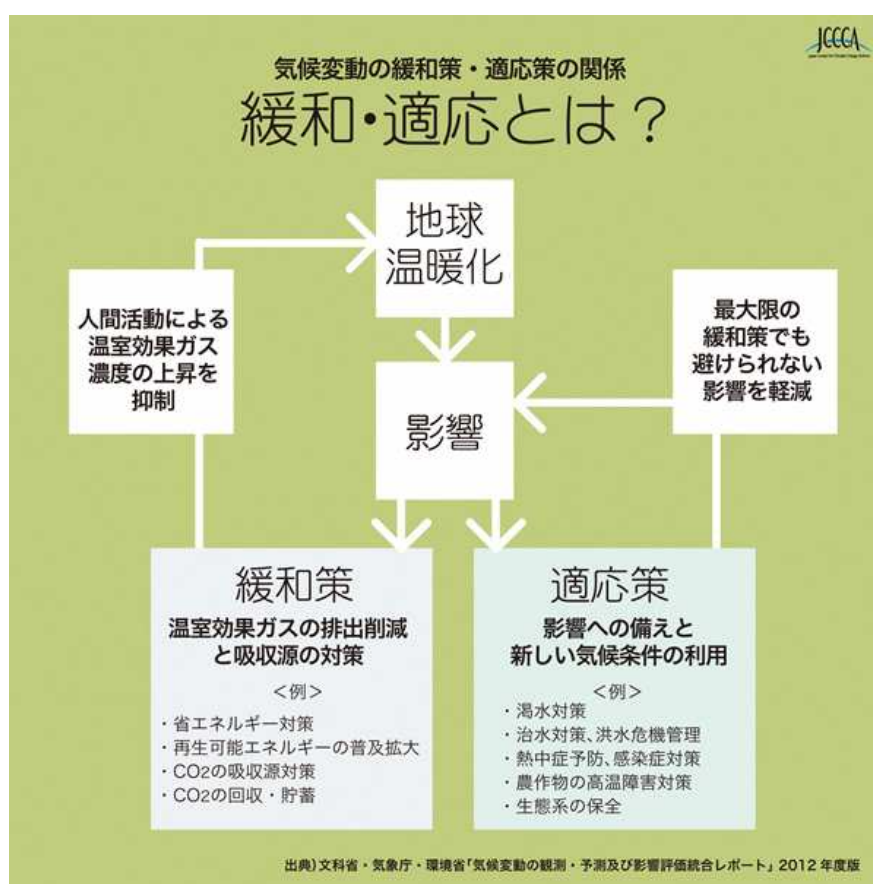 JCCCA
気候変動の緩和策・適応策の関係
緩和・適応とは?
地球
温暖化
人間活動による
温室効果ガス
濃度の上昇を
抑制
最大限の
緩和策でも
避けられない
影響を軽減
影響
緩和策
温室効果ガスの排出削減
と吸収源の対策
<例>
・省エネルギー対策
・再生可能エネルギーの普及拡大
・CO2の吸収源対策
・CO2の回収・貯蓄
適応策
影響への備えと
新しい気候条件の利用
<例>
・渇水対策
・治水対策、洪水危機管理
・熱中症予防、感染症対策
・農作物の高温障害対策
・生態系の保全
出典)文科省・気象庁・環境省「気候変動の観測・予測及び影響評価統合レポート」2012年度版